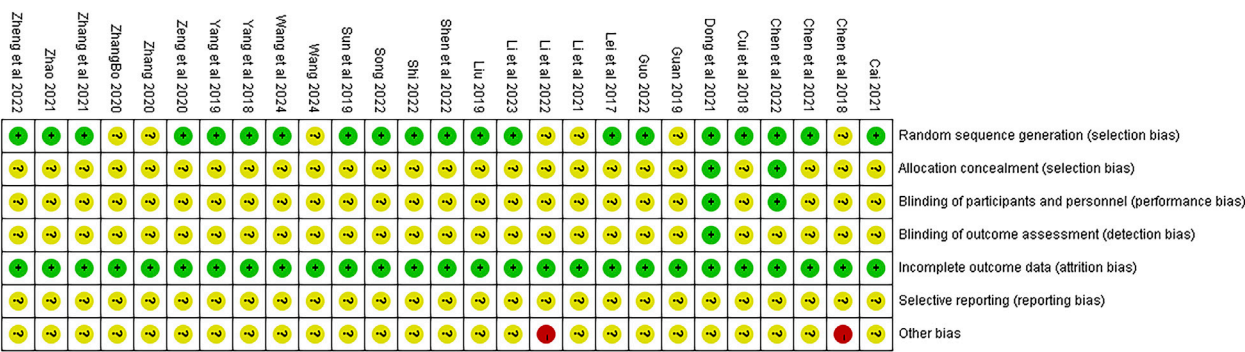 Zheng et al 2022
Zhao 2021
Zhang et al 2021
ZhangBo 2020
Zhang 2020
Zeng et al 2020
Yang et al 2019
Yang et al 2018
Wang et al 2024
Wang 2024
Sun et al 2019
Song 2022
Shi 2022
Shen et al 2022
Liu 2019
Li et al 2023
Li et al 2022
Li et al 2021
Lei et al 2017
Guo 2022
Guan 2019
Dong et al 2021
Cui et al 2018
Chen et al 2022
Chen et al 2021
Chen et al 2018
Cai 2021
+ + + ? ? + + + + ? + + + + + + ? ? + + ? + + + + ? + Random sequence generation (selection bias)
? ? ? ? ? ? ? ? ? ? ? ? ? ? ? ? ? ? ? ? ? + ? + ? ? ? Allocation concealment (selection bias)
? ? ? ? ? ? ? ? ? ? ? ? ? ? ? ? ? ? ? ? ? + ? + ? ? ? Blinding of participants and personnel (performance bias)
? ? ? ? ? ? ? ? ? ? ? ? ? ? ? ? ? ? ? ? ? + ? ? ? ? ? Blinding of outcome assessment (detection bias)
+ + + + + + + + + + + + + + + + + + + + + + + + + + + Incomplete outcome data (attrition bias)
? ? ? ? ? ? ? ? ? ? ? ? ? ? ? ? ? ? ? ? ? ? ? ? ? ? ? Selective reporting (reporting bias)
? ? ? ? ? ? ? ? ? ? ? ? ? ? ? ? - ? ? ? ? ? ? ? ? - ? Other bias